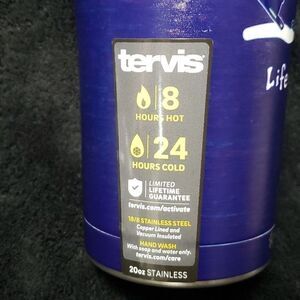 tervis
Life
8
HOURS HOT
24
HOURS COLD
LIMITED
LIFETIME
GUARANTEE
tervis.com/activate
18/8 STAINLESS STEEL
Copper Lined and
Vacuum Insulated
HAND WASH
With soap and water only.
tervis.com/care
20oz STAINLESS